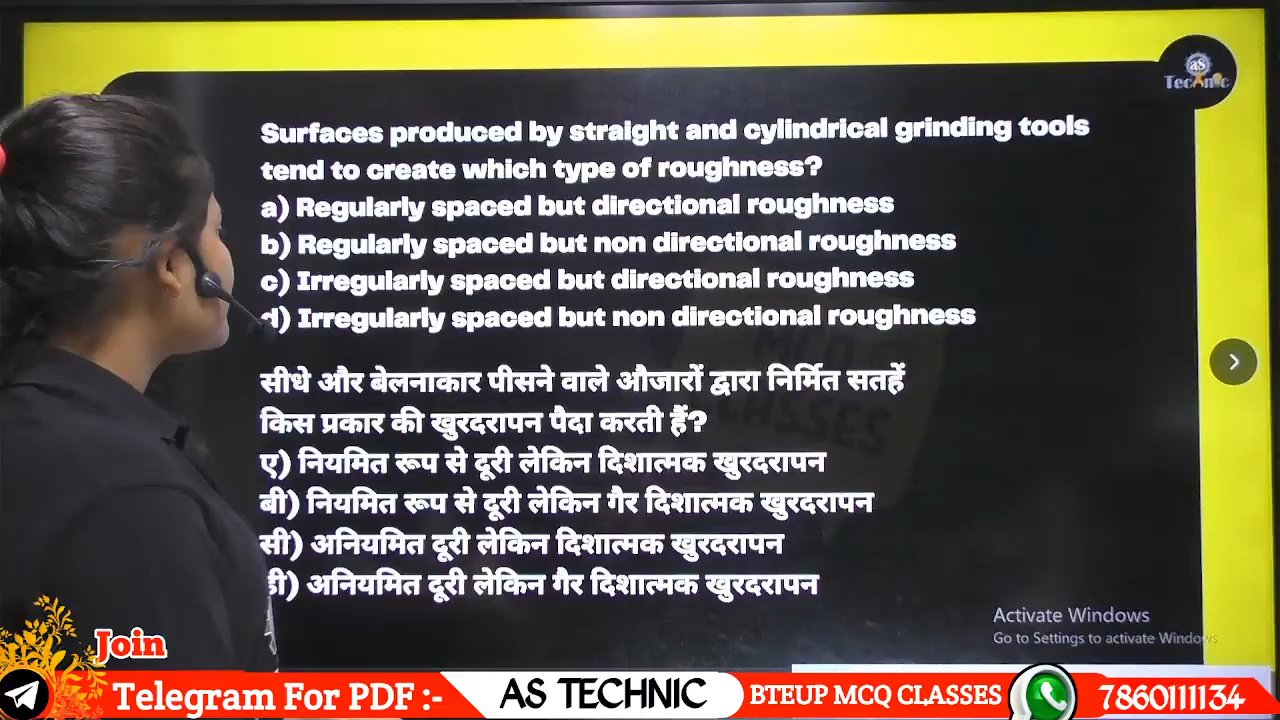 aS
Tecnic
Surfaces produced by straight and cylindrical grinding tools
tend to create which type of roughness?
a) Regularly spaced but directional roughness
b) Regularly spaced but non directional roughness
c) Irregularly spaced but directional roughness
d) Irregularly spaced but non directional roughness
सीधे और बेलनाकार पीसने वाले औजारों द्वारा निर्मित सतहें
किस प्रकार की खुरदरापन पैदा करती हैं?
ए) नियमित रूप से दूरी लेकिन दिशात्मक खुरदरापन
बी) नियमित रूप से दूरी लेकिन गैर दिशात्मक खुरदरापन
सी) अनियमित दूरी लेकिन दिशात्मक खुरदरापन
डी) अनियमित दूरी लेकिन गैर दिशात्मक खुरदरापन
Activate Windows
Go to Settings to activate Windows.
Join
Telegram For PDF :-
AS TECHNIC
BTEUP MCQ CLASSES
7860111134